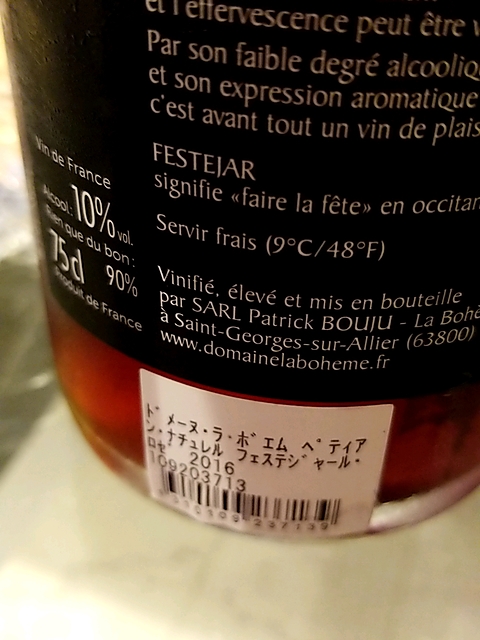 et l'effervescence peut être
Par son faible degré
et son expression aromatique
c'est avant tout un vin de
FESTEJAR
signifie «faire la fête» en
Servir frais (9°C/48°F)
Vinifié, élevé et mis en bouteille
par SARL Patrick BOUJU - La
à Saint-Georges-sur-Allier (63800)
www.domainelaboheme.fr
Vin de France
Alcool: 10% vol.
Rien que du bon:
75cl 90%
Produit de France
ドメーヌ・ラ・ボエム ペティア
ン・ナチュレル フェステジャール・
ロゼ 2016
109203713